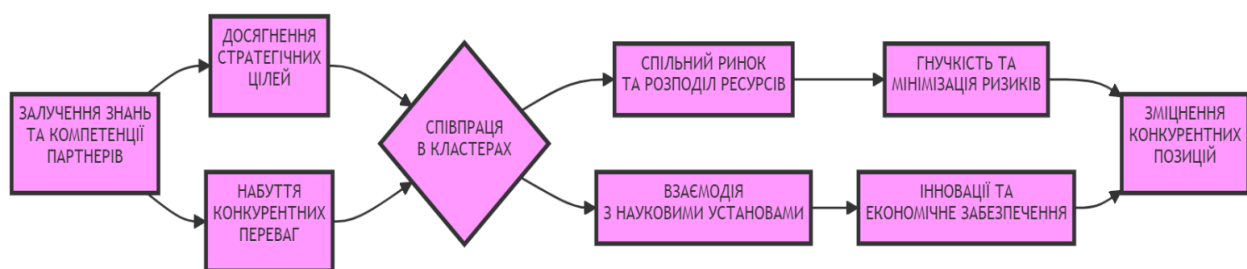 ЗАЛУЧЕННЯ ЗНАНЬ
ТА КОМПЕТЕНЦІЇ
ПАРТНЕРІВ
ДОСЯГНЕННЯ
СТРАТЕГІЧНИХ
ЦІЛЕЙ
НАБУТТЯ
КОНКУРЕНТНИХ
ПЕРЕВАГ
СПІВПРАЦЯ
В КЛАСТЕРАХ
СПІЛЬНИЙ РИНОК
ТА РОЗПОДІЛ РЕСУРСІВ
ВЗАЄМОДІЯ
З НАУКОВИМИ УСТАНОВАМИ
ГНУЧКІСТЬ ТА
МІНІМІЗАЦІЯ РИЗИКІВ
ІННОВАЦІЇ ТА
ЕКОНОМІЧНЕ ЗАБЕЗПЕЧЕННЯ
ЗМІЦНЕННЯ
КОНКУРЕНТНИХ
ПОЗИЦІЙ